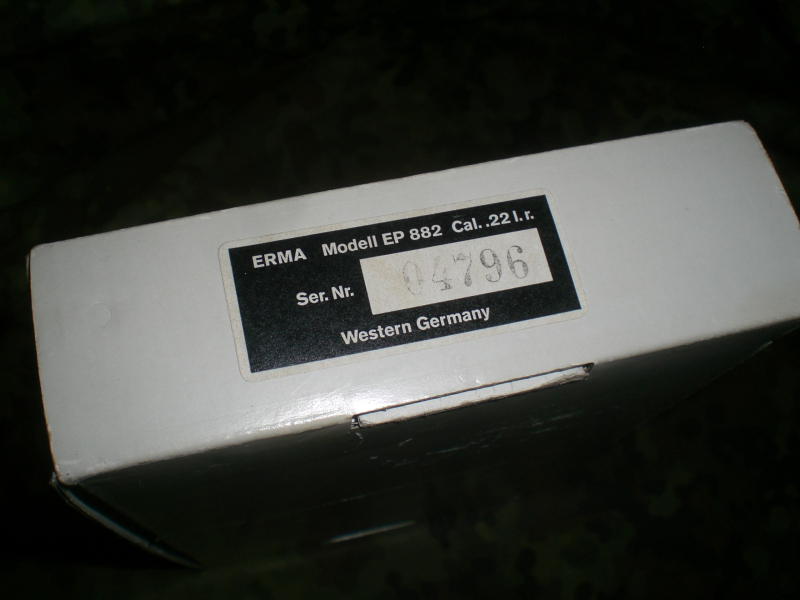 ERMA Modell EP 882 Cal. .22 l.r.
Ser. Nr. 04796
Western Germany